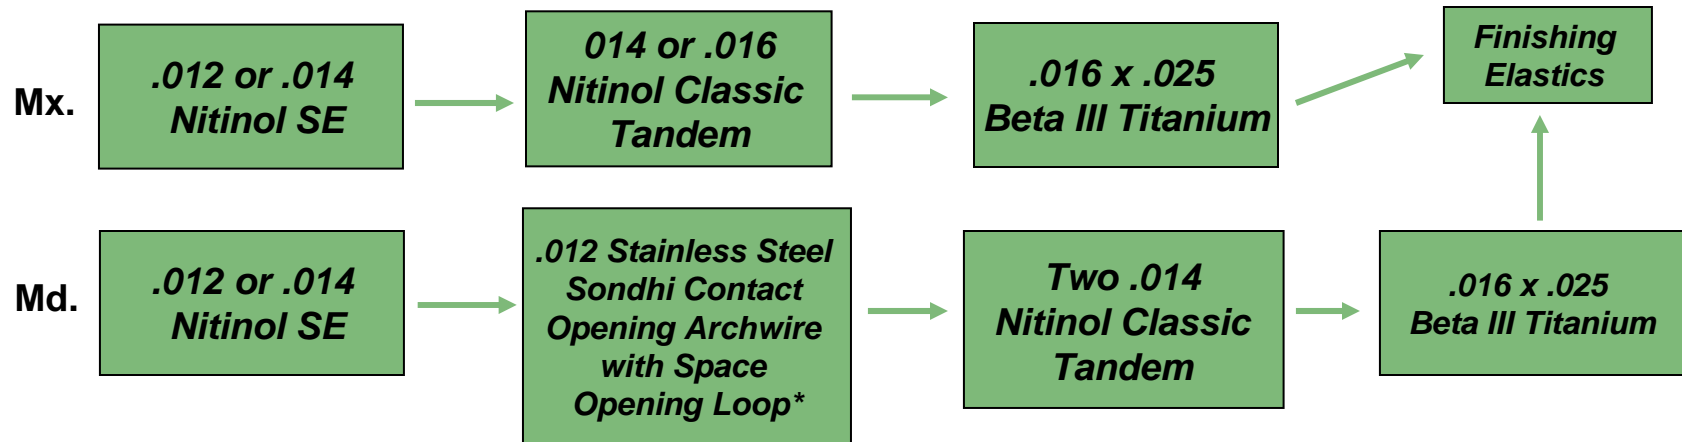 Mx.
.012 or .014
Nitinol SE
014 or .016
Nitinol Classic
Tandem
.016 x .025
Beta III Titanium
Finishing
Elastics
Md.
.012 or .014
Nitinol SE
.012 Stainless Steel
Sondhi Contact
Opening Archwire
with Space
Opening Loop*
Two .014
Nitinol Classic
Tandem
.016 x .025
Beta III Titanium